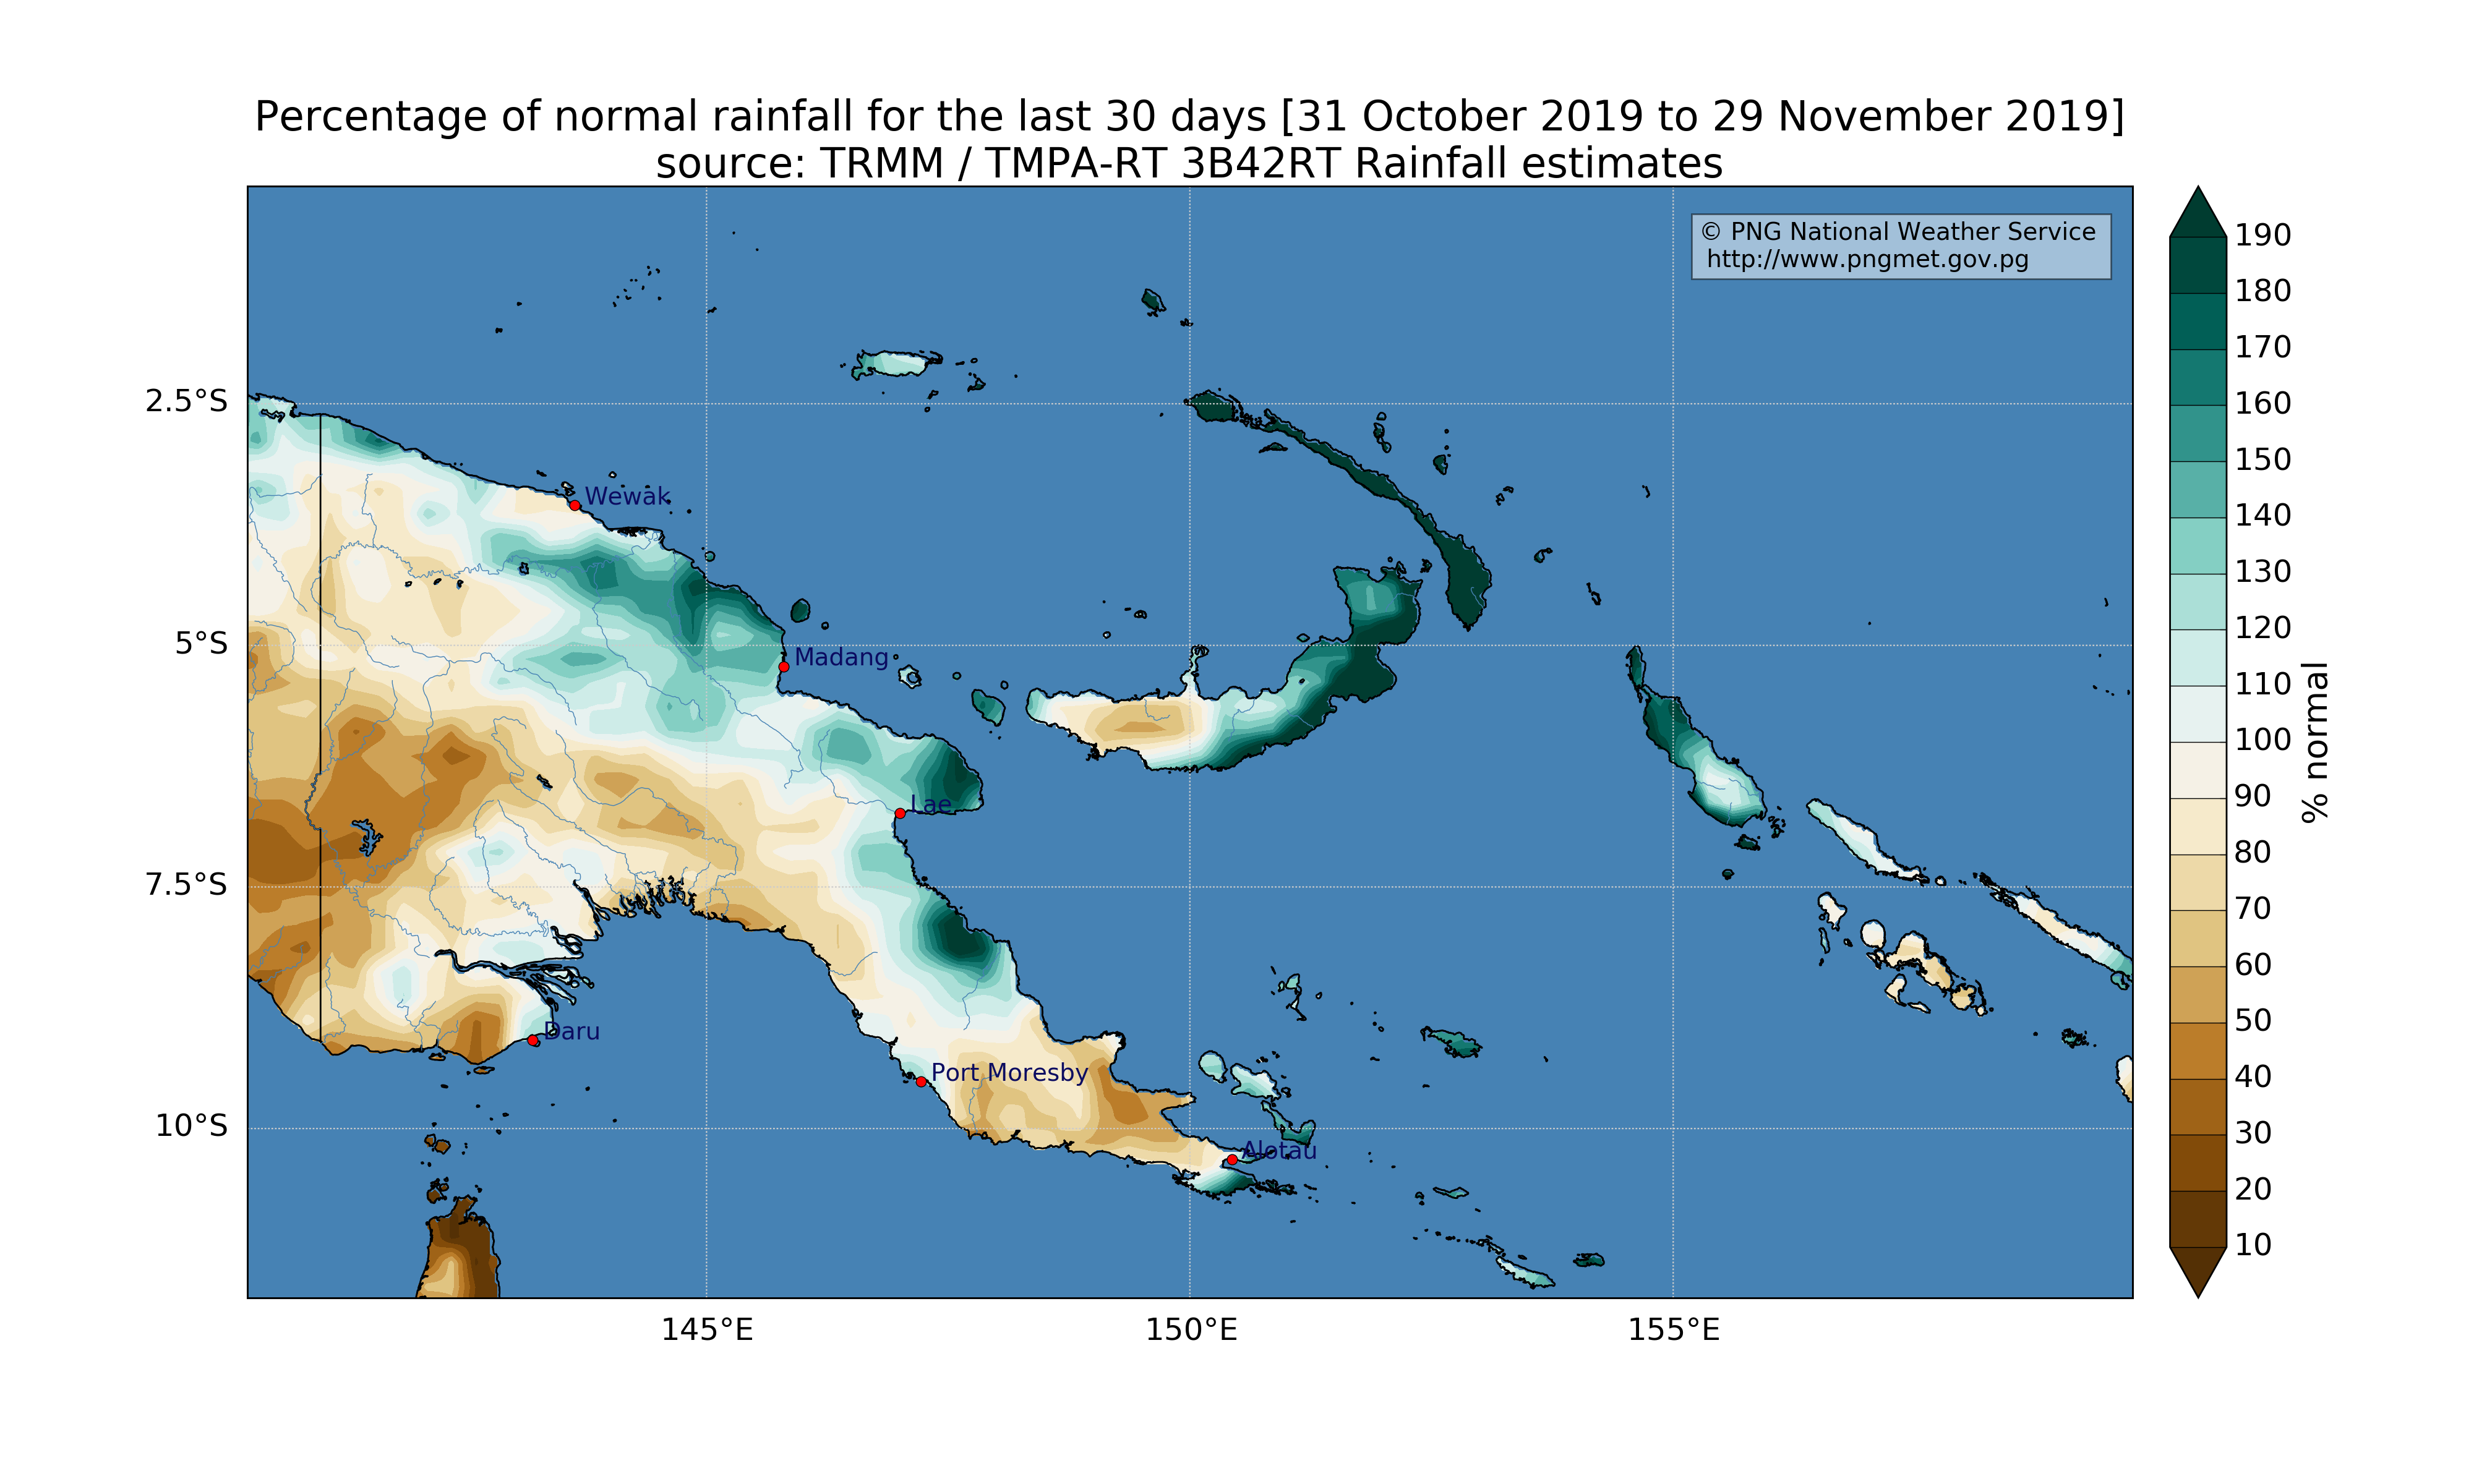 Percentage of normal rainfall for the last 30 days [31 October 2019 to 29 November 2019]
source: TRMM / TMPA-RT 3B42RT Rainfall estimates
© PNG National Weather Service
http://www.pngmet.gov.pg
190
180
170
160
150
140
130
120
110
100
90
80
70
60
50
40
30
20
10
% normal
2.5°S
5°S
7.5°S
10°S
Wewak
Madang
Lae
Daru
Port Moresby
Alotau
145°E
150°E
155°E